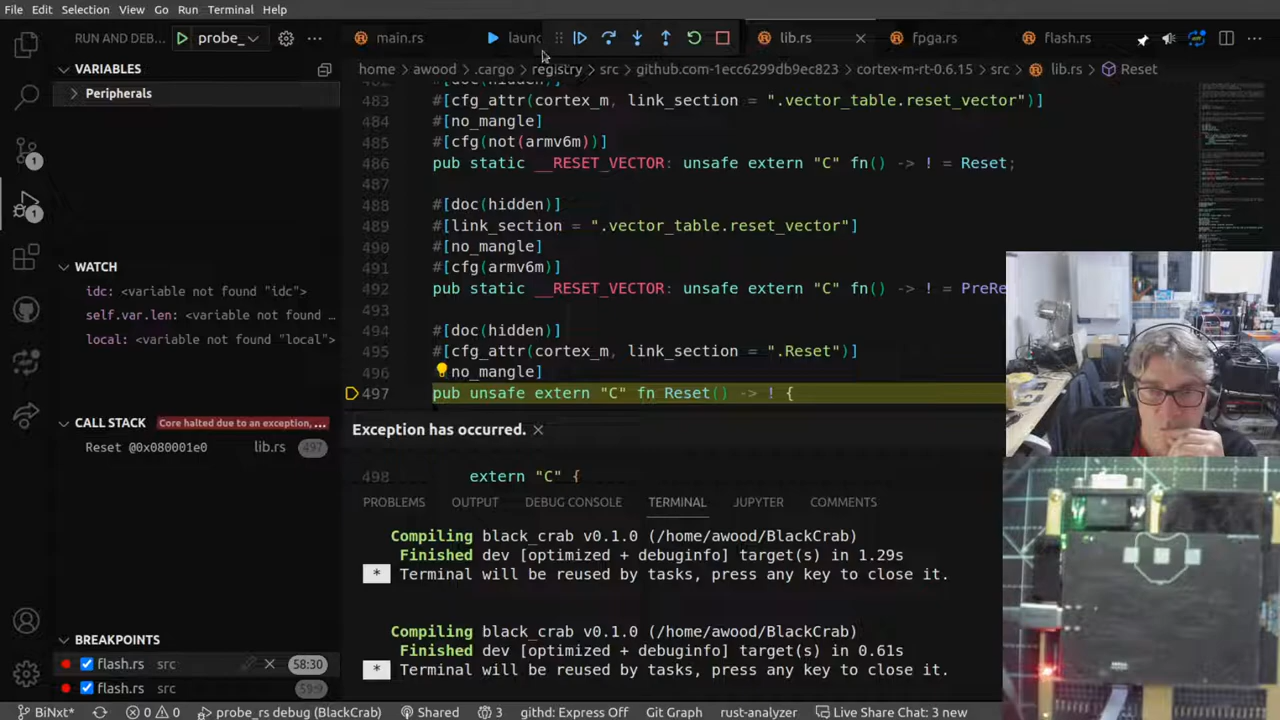 File Edit Selection View Go Run Terminal Help
RUN AND DEB... probe_ main.rs laun lib.rs fpga.rs flash.rs
VARIABLES
Peripherals
home awood .cargo registry src github.com-1ecc6299db9ec823 cortex-m-rt-0.6.15 src lib.rs Reset
483 #[cfg_attr(cortex_m, link_section = ".vector_table.reset_vector")]
484 #[no_mangle]
485 #[cfg(not(armv6m))]
486 pub static __RESET_VECTOR: unsafe extern "C" fn() -> ! = Reset;
487
488 #[doc(hidden)]
489 #[link_section = ".vector_table.reset_vector"]
490 #[no_mangle]
491 #[cfg(armv6m)]
492 pub static __RESET_VECTOR: unsafe extern "C" fn() -> ! = PreRe
493
494 #[doc(hidden)]
495 #[cfg_attr(cortex_m, link_section = ".Reset")]
496 no_mangle]
497 pub unsafe extern "C" fn Reset() -> ! {
Exception has occurred.
498 extern "C" {
WATCH
idc: <variable not found "idc">
self.var.len: <variable not found ...
local: <variable not found "local">
CALL STACK Core halted due to an exception, ...
Reset @0x080001e0 lib.rs 497
BREAKPOINTS
flash.rs src 58:30
flash.rs src 59:9
PROBLEMS OUTPUT DEBUG CONSOLE TERMINAL JUPYTER COMMENTS
Compiling black_crab v0.1.0 (/home/awood/BlackCrab)
Finished dev [optimized + debuginfo] target(s) in 1.29s
* Terminal will be reused by tasks, press any key to close it.
Compiling black_crab v0.1.0 (/home/awood/BlackCrab)
Finished dev [optimized + debuginfo] target(s) in 0.61s
* Terminal will be reused by tasks, press any key to close it.
BiNxt* 0 0 probe_rs debug (BlackCrab) Shared 3 githd: Express Off Git Graph rust-analyzer Live Share Chat: 3 new